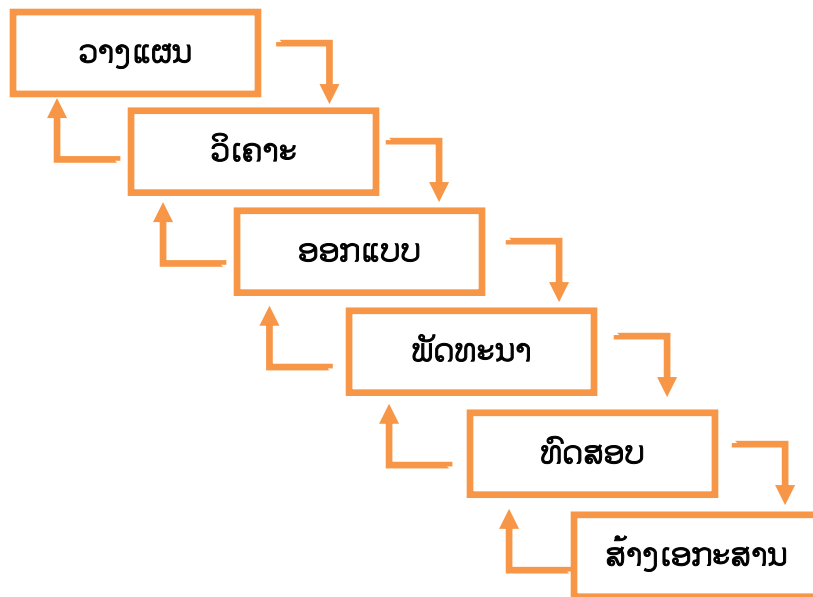 ວາງແຜນ
ວິເຄາະ
ອອກແບບ
ພັດທະນາ
ທົດສອບ
ສ້າງເອກະສານ